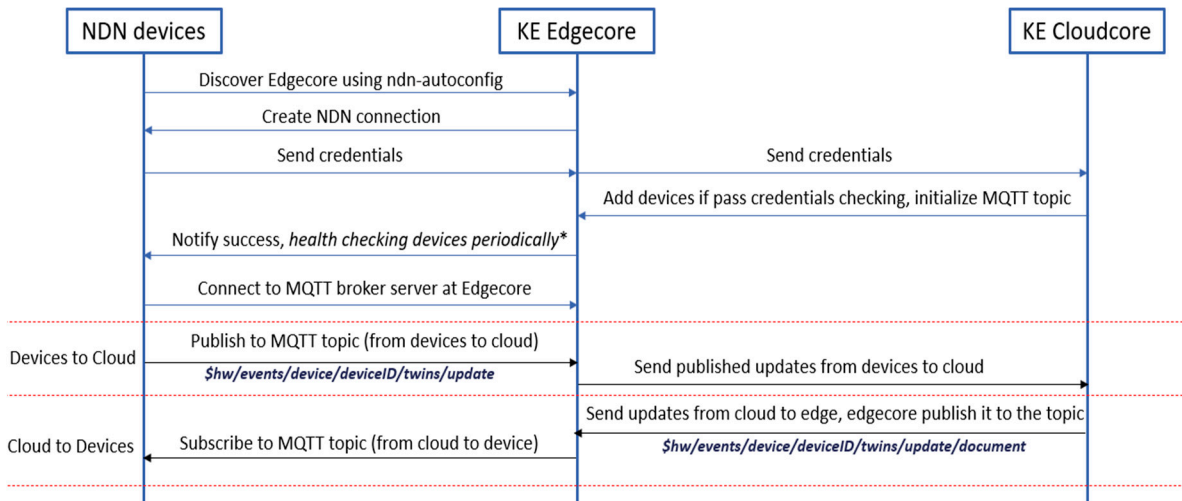 NDN devices
KE Edgecore
KE Cloudcore
Discover Edgecore using ndn-autoconfig
Create NDN connection
Send credentials
Send credentials
Add devices if pass credentials checking, initialize MQTT topic
Notify success, health checking devices periodically*
Connect to MQTT broker server at Edgecore
Devices to Cloud
Publish to MQTT topic (from devices to cloud)
$hw/events/device/deviceID/twins/update
Send published updates from devices to cloud
Send updates from cloud to edge, edgecore publish it to the topic
$hw/events/device/deviceID/twins/update/document
Cloud to Devices
Subscribe to MQTT topic (from cloud to device)